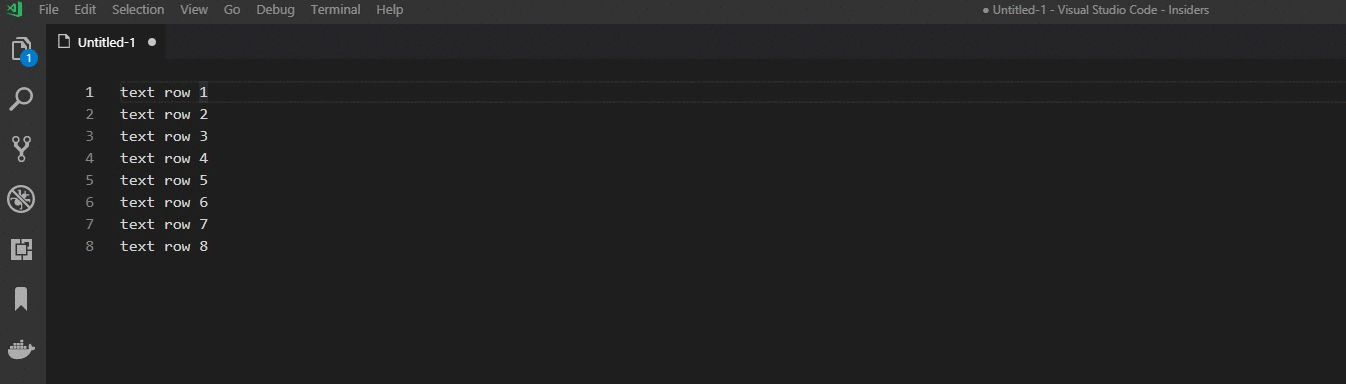 File Edit Selection View Go Debug Terminal Help ● Untitled-1 - Visual Studio Code - Insiders
Untitled-1 ●
1
1 text row 1
2 text row 2
3 text row 3
4 text row 4
5 text row 5
6 text row 6
7 text row 7
8 text row 8